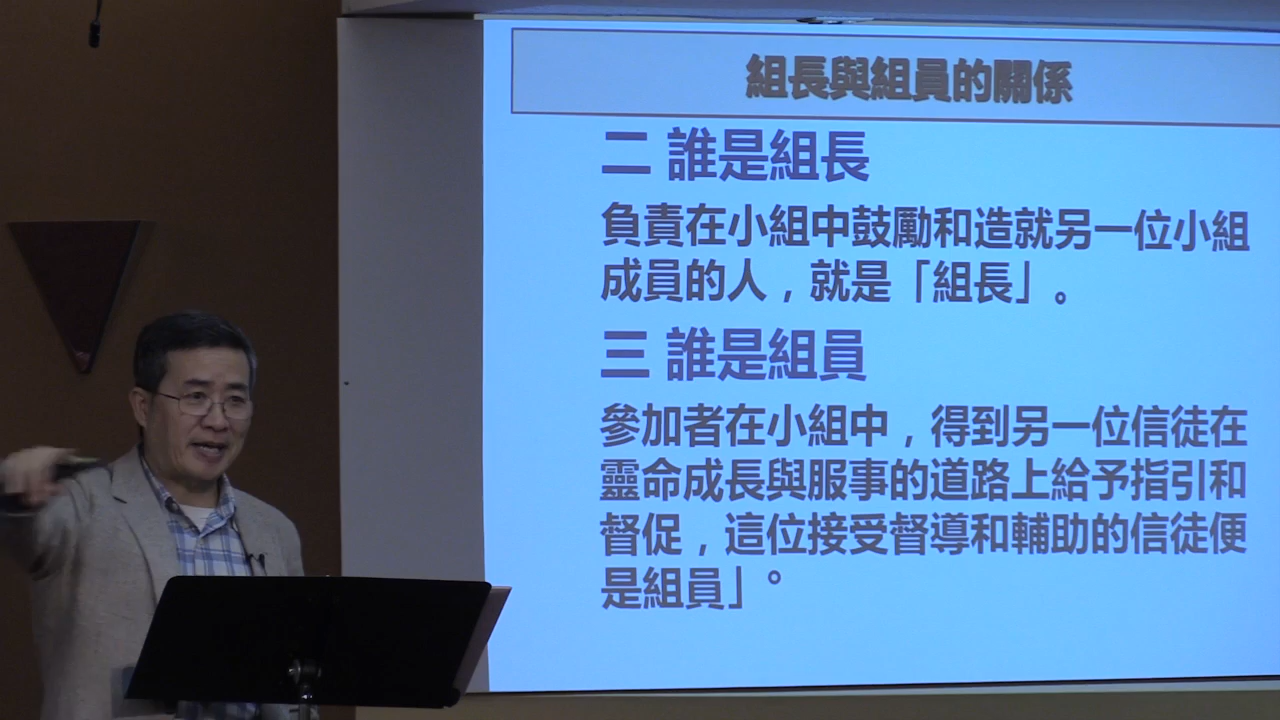 組長與組員的關係
二 誰是組長
負責在小組中鼓勵和造就另一位小組
成員的人，就是「組長」。
三 誰是組員
參加者在小組中，得到另一位信徒在
靈命成長與服事的道路上給予指引和
督促，這位接受督導和輔助的信徒便
是組員」。